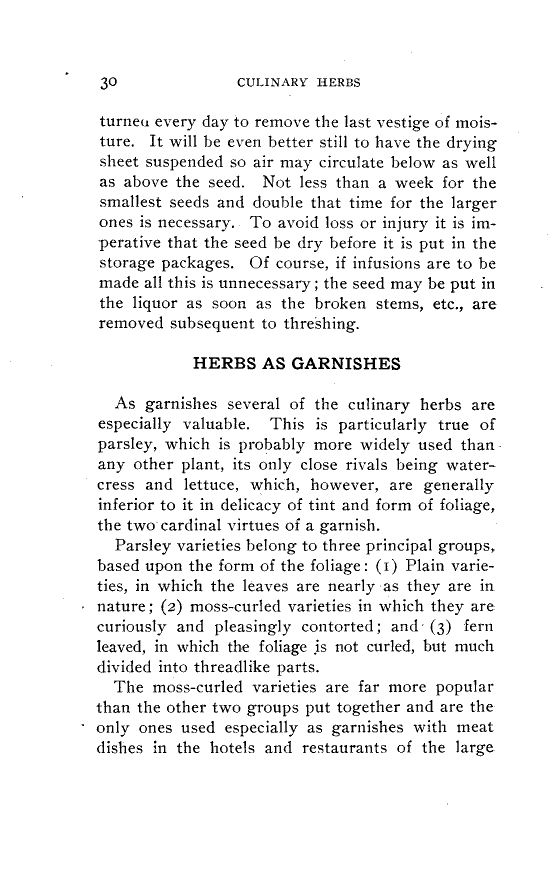 30 CULINARY HERBS
turned every day to remove the last vestige of mois-
ture. It will be even better still to have the drying
sheet suspended so air may circulate below as well
as above the seed. Not less than a week for the
smallest seeds and double that time for the larger
ones is necessary. To avoid loss or injury it is im-
perative that the seed be dry before it is put in the
storage packages. Of course, if infusions are to be
made all this is unnecessary; the seed may be put in
the liquor as soon as the broken stems, etc., are
removed subsequent to threshing.
HERBS AS GARNISHES
As garnishes several of the culinary herbs are
especially valuable. This is particularly true of
parsley, which is probably more widely used than
any other plant, its only close rivals being water-
cress and lettuce, which, however, are generally
inferior to it in delicacy of tint and form of foliage,
the two cardinal virtues of a garnish.
Parsley varieties belong to three principal groups,
based upon the form of the foliage: (1) Plain varie-
ties, in which the leaves are nearly as they are in
nature; (2) moss-curled varieties in which they are
curiously and pleasingly contorted; and (3) fern
leaved, in which the foliage is not curled, but much
divided into threadlike parts.
The moss-curled varieties are far more popular
than the other two groups put together and are the
only ones used especially as garnishes with meat
dishes in the hotels and restaurants of the large